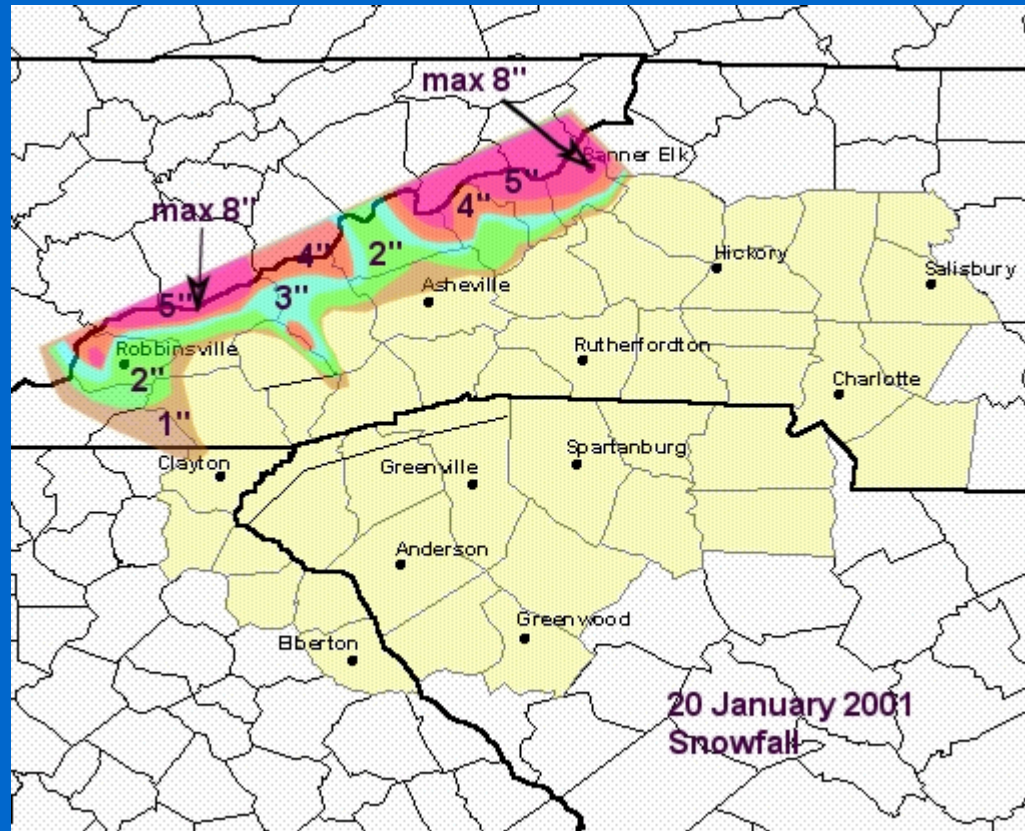 max 8"
Banner Elk
5"
4"
max 8"
2"
4"
Hickory
Salisbury
3"
Asheville
5"
Robbinsville
Rutherfordton
2"
Charlotte
1"
Clayton
Greenville
Spartanburg
Anderson
Greenwood
Elberton
20 January 2001
Snowfall